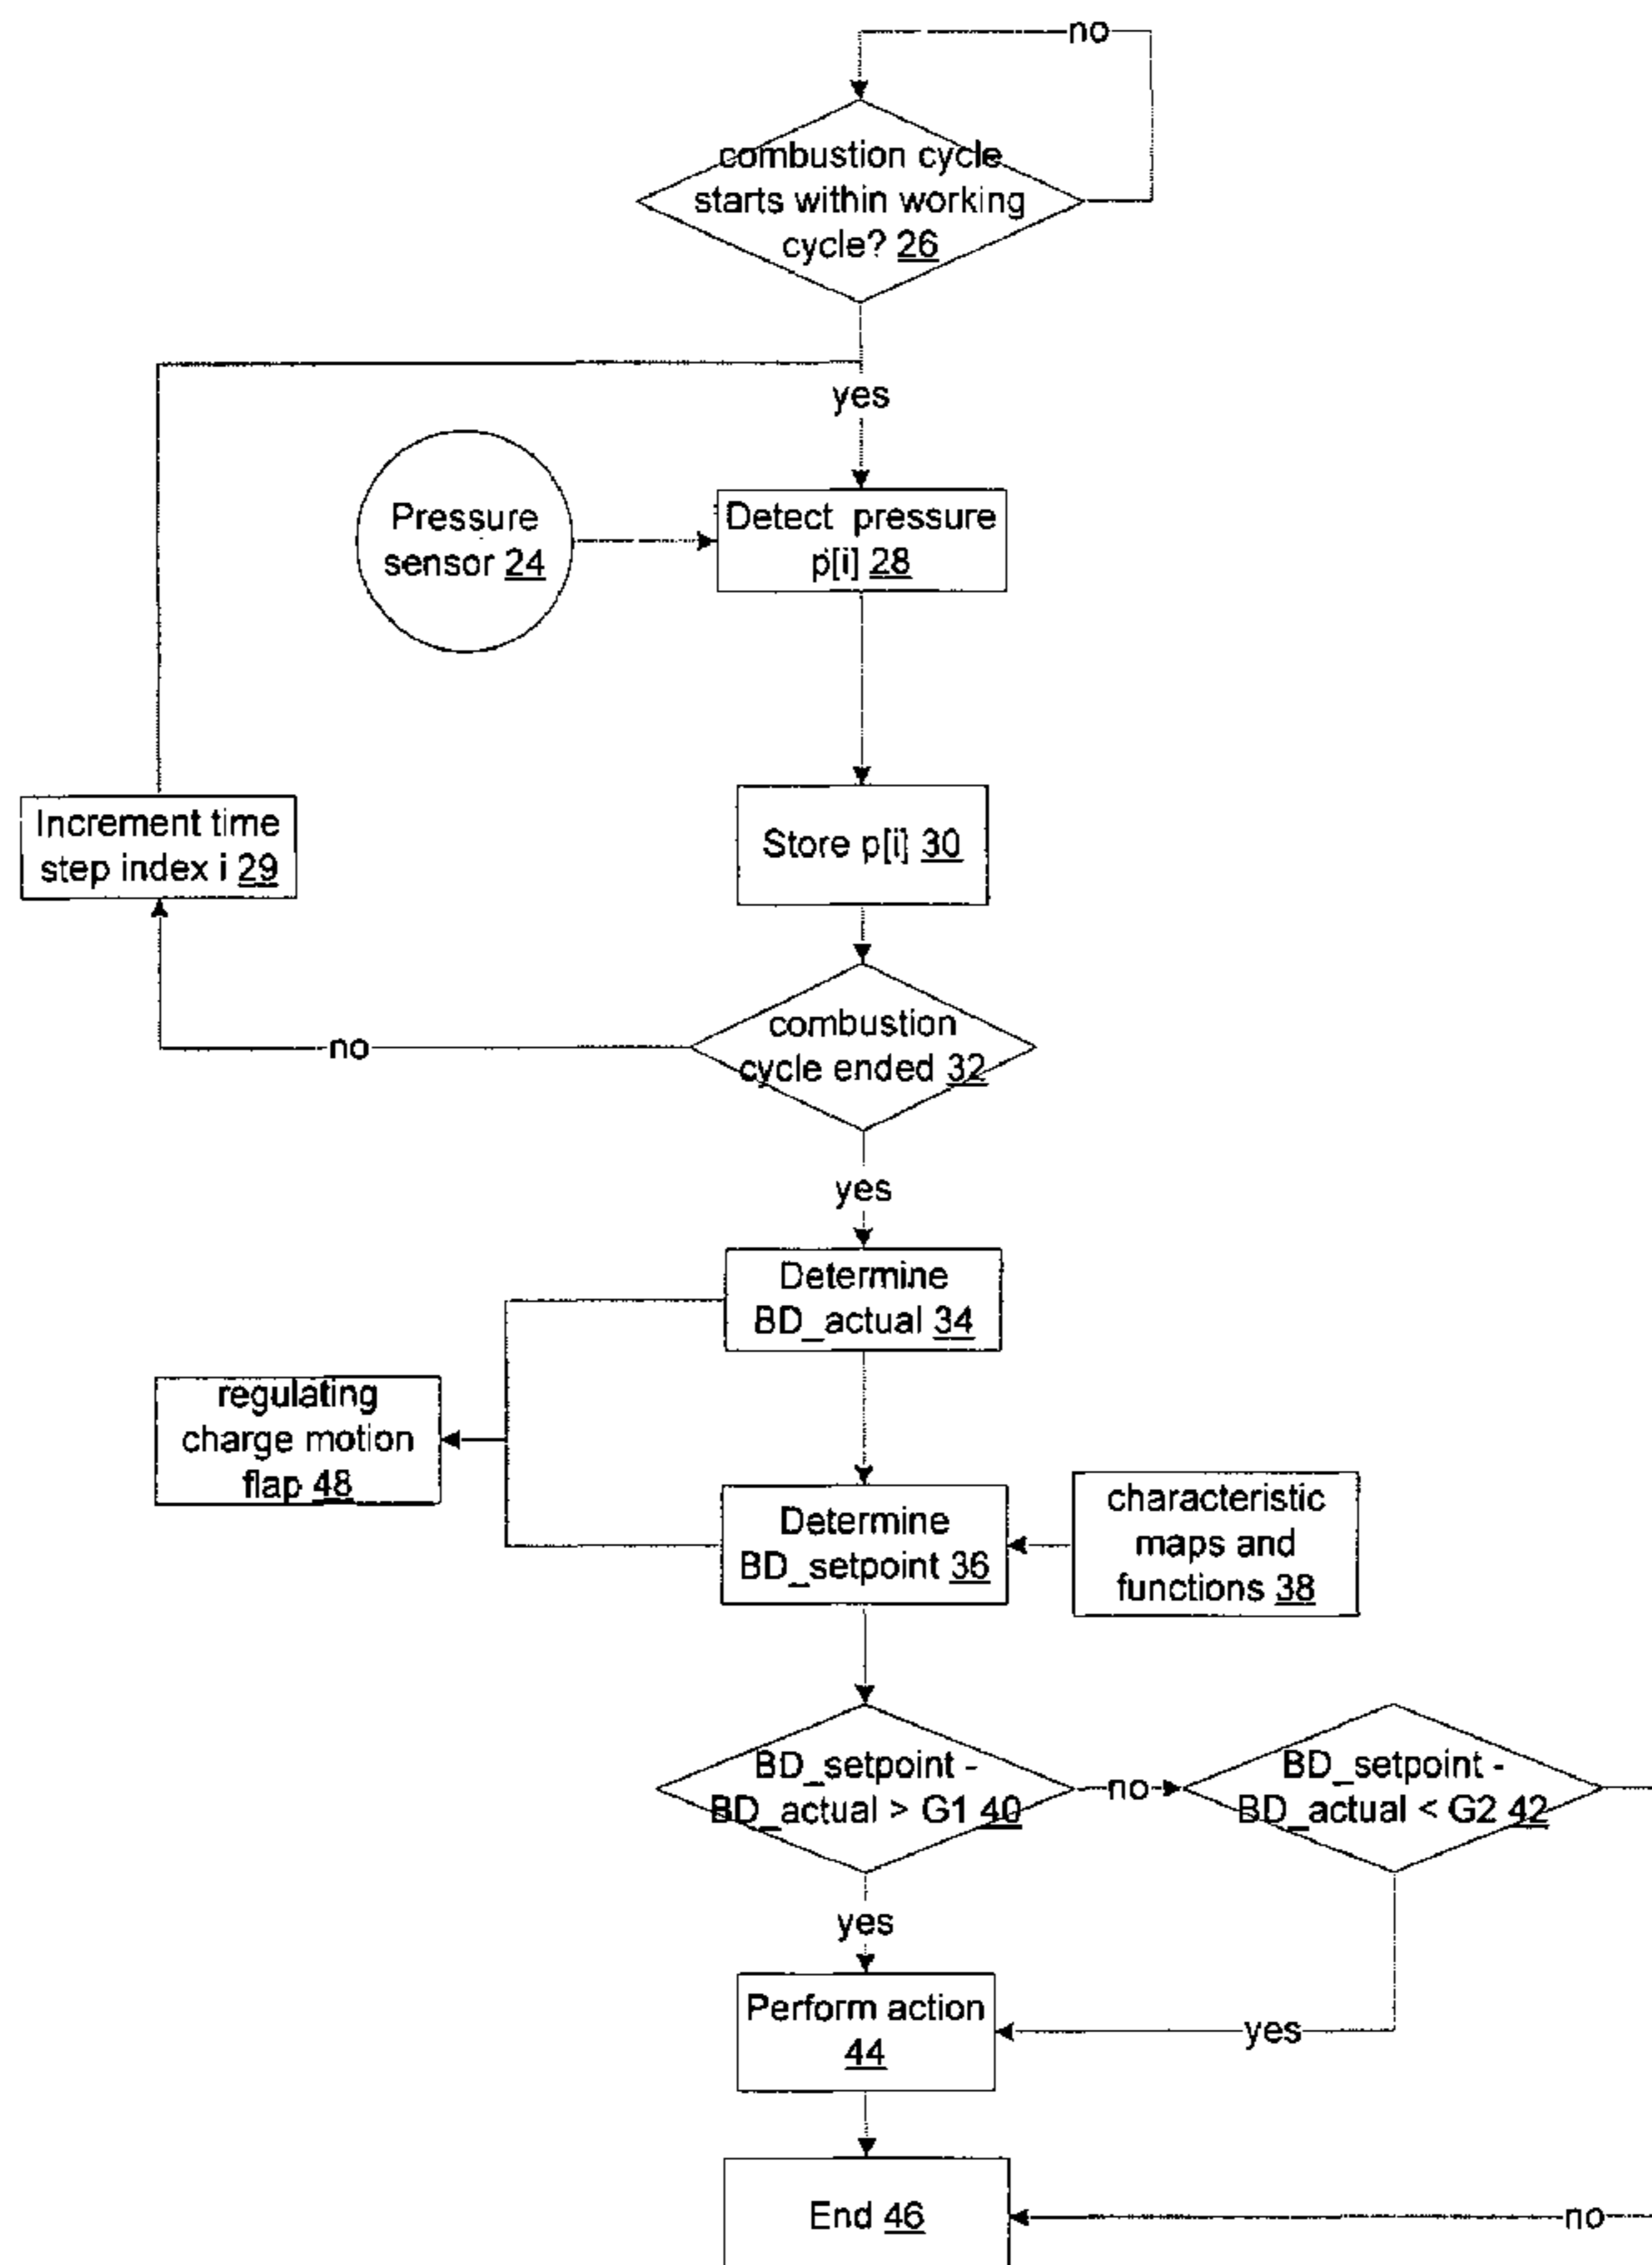 no
combustion cycle
starts within working
cycle? 26
yes
Pressure
sensor 24
Detect pressure
p[i] 28
Increment time
step index i 29
Store p[i] 30
combustion
cycle ended 32
no
yes
Determine
BD_actual 34
regulating
charge motion
flap 48
Determine
BD_setpoint 36
characteristic
maps and
functions 38
BD_setpoint -
BD_actual > G1 40
no
BD_setpoint -
BD_actual < G2 42
yes
Perform action
44
yes
End 46
no